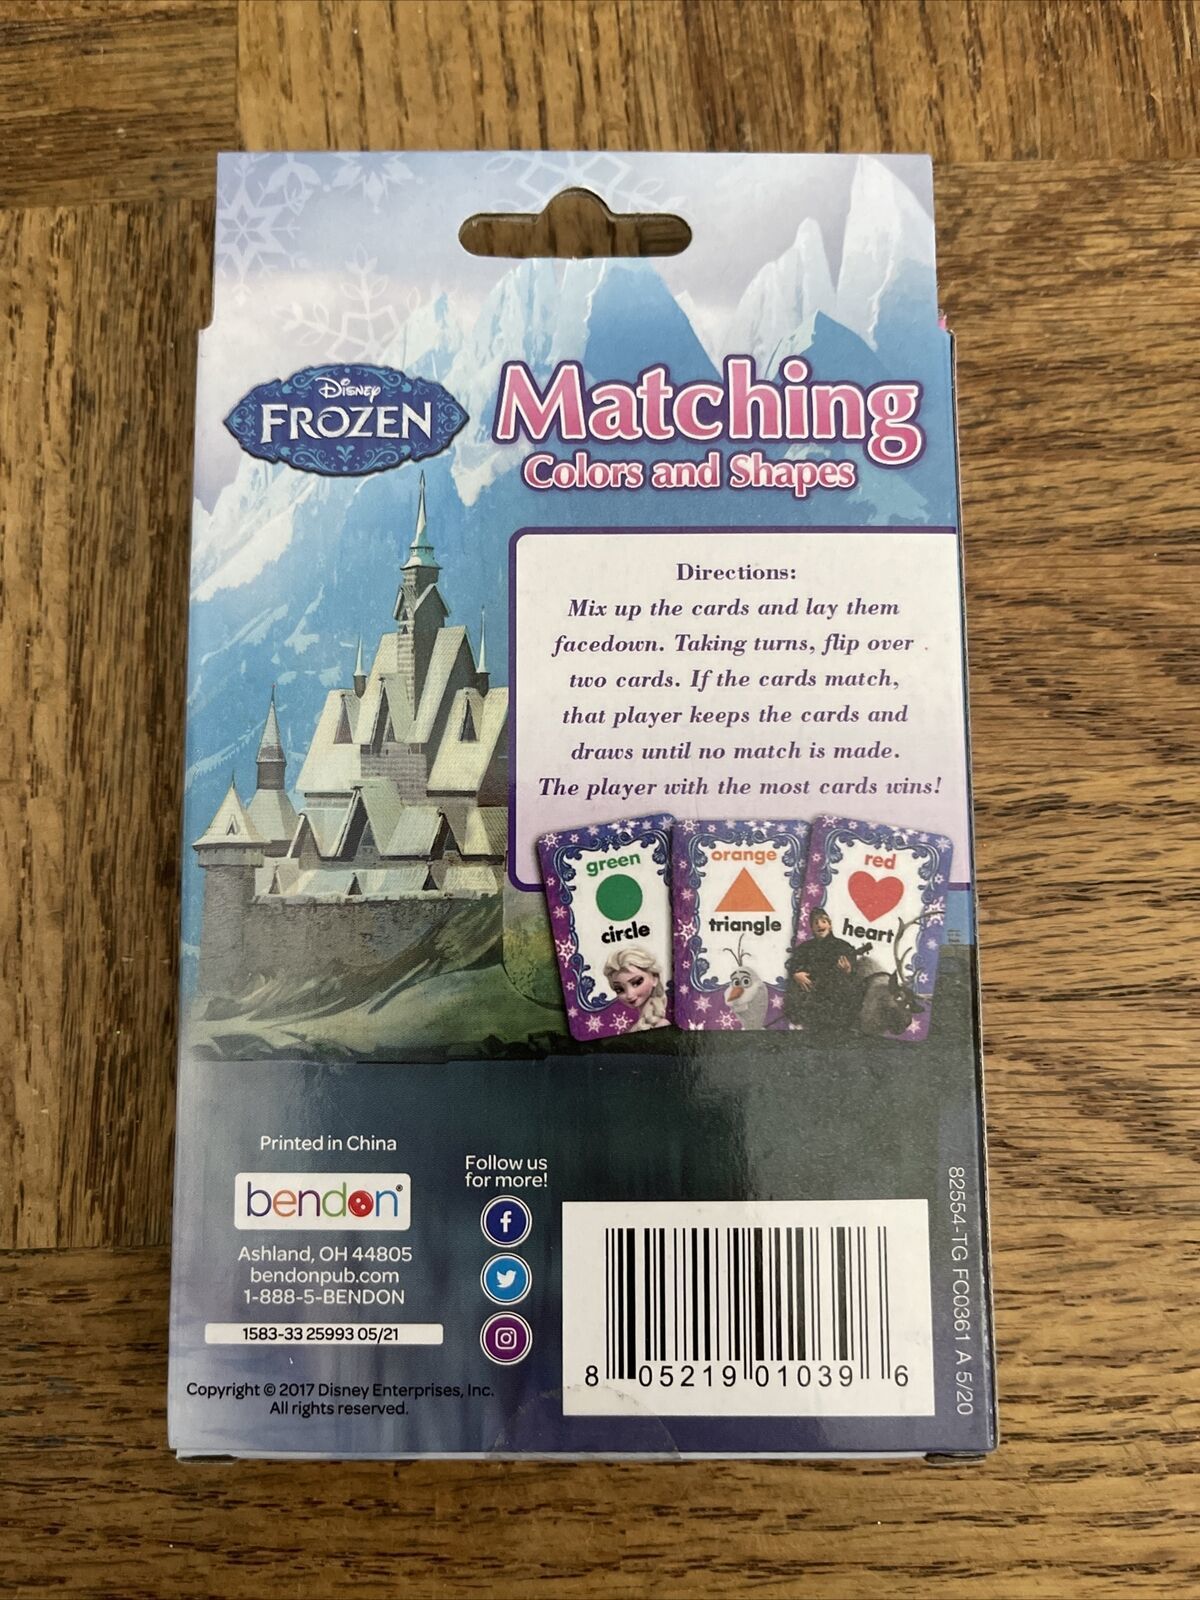 Disney
FROZEN
Matching
Colors and Shapes
Directions:
Mix up the cards and lay them
facedown. Taking turns, flip over
two cards. If the cards match,
that player keeps the cards and
draws until no match is made.
The player with the most cards wins!
green
circle
orange
triangle
red
heart
Printed in China
bendon®
Ashland, OH 44805
bendonpub.com
1-888-5-BENDON
1583-33 25993 05/21
Copyright © 2017 Disney Enterprises, Inc.
All rights reserved.
Follow us
for more!
f
8 05219 01039 6
82554-TG FC0361 A 5/20